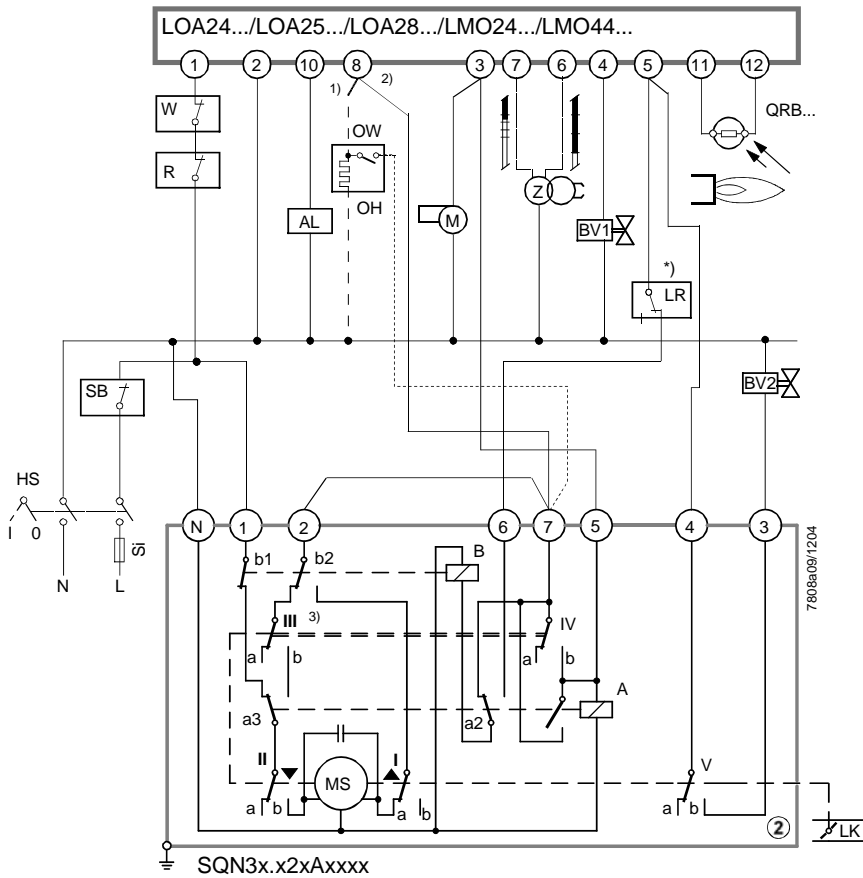 LOA24.../LOA25.../LOA28.../LMO24.../LMO44...
1 2 10 8 3 7 6 4 5 11 12
1) 2)
W
QRB...
OW
R
OH
Z
AL
M
BV1
*)
LR
SB
BV2
HS
I 0
Si
N L
N 1 2 6 7 5 4 3
7808a09/1204
b1 b2 B
III 3) IV
a b a b
A
a3 a2
II I V
MS
a b a b a b
2
LK
SQN3x.x2xAxxxx